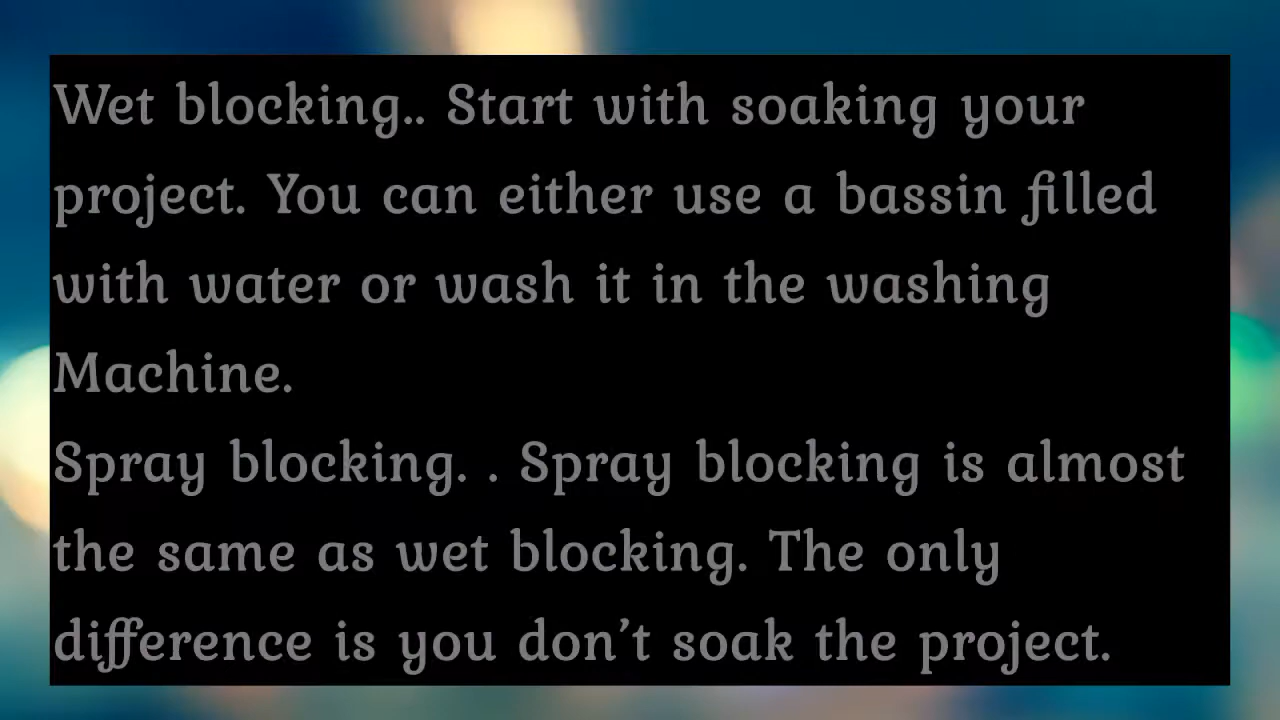 Wet blocking.. Start with soaking your
project. You can either use a bassin filled
with water or wash it in the washing
Machine.
Spray blocking. . Spray blocking is almost
the same as wet blocking. The only
difference is you don’t soak the project.